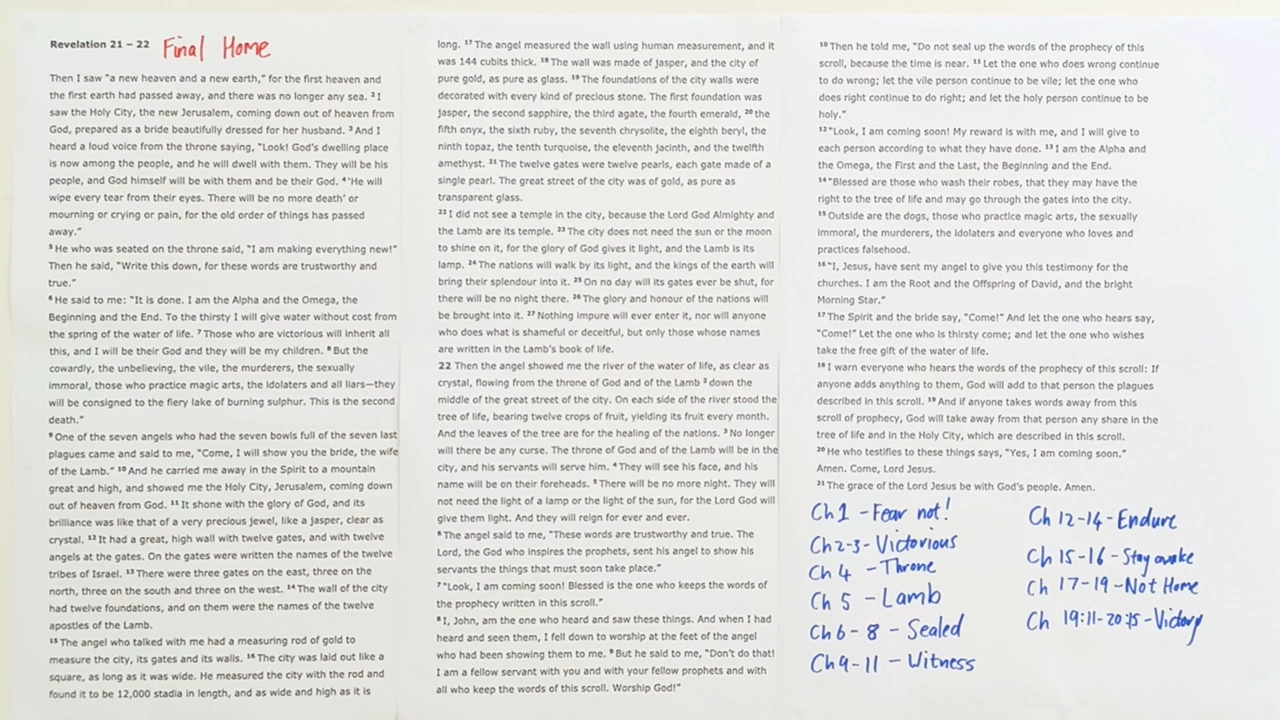 Revelation 21 – 22 Final Home
Then I saw “a new heaven and a new earth,” for the first heaven and
the first earth had passed away, and there was no longer any sea. 2 I
saw the Holy City, the new Jerusalem, coming down out of heaven from
God, prepared as a bride beautifully dressed for her husband. 3 And I
heard a loud voice from the throne saying, “Look! God’s dwelling place
is now among the people, and he will dwell with them. They will be his
people, and God himself will be with them and be their God. 4 ‘He will
wipe every tear from their eyes. There will be no more death’ or
mourning or crying or pain, for the old order of things has passed
away.”
5 He who was seated on the throne said, “I am making everything new!”
Then he said, “Write this down, for these words are trustworthy and
true.”
6 He said to me: “It is done. I am the Alpha and the Omega, the
Beginning and the End. To the thirsty I will give water without cost from
the spring of the water of life. 7 Those who are victorious will inherit all
this, and I will be their God and they will be my children. 8 But the
cowardly, the unbelieving, the vile, the murderers, the sexually
immoral, those who practice magic arts, the idolaters and all liars—they
will be consigned to the fiery lake of burning sulphur. This is the second
death.”
9 One of the seven angels who had the seven bowls full of the seven last
plagues came and said to me, “Come, I will show you the bride, the wife
of the Lamb.” 10 And he carried me away in the Spirit to a mountain
great and high, and showed me the Holy City, Jerusalem, coming down
out of heaven from God. 11 It shone with the glory of God, and its
brilliance was like that of a very precious jewel, like a jasper, clear as
crystal. 12 It had a great, high wall with twelve gates, and with twelve
angels at the gates. On the gates were written the names of the twelve
tribes of Israel. 13 There were three gates on the east, three on the
north, three on the south and three on the west. 14 The wall of the city
had twelve foundations, and on them were the names of the twelve
apostles of the Lamb.
15 The angel who talked with me had a measuring rod of gold to
measure the city, its gates and its walls. 16 The city was laid out like a
square, as long as it was wide. He measured the city with the rod and
found it to be 12,000 stadia in length, and as wide and high as it is
long. 17 The angel measured the wall using human measurement, and it
was 144 cubits thick. 18 The wall was made of jasper, and the city of
pure gold, as pure as glass. 19 The foundations of the city walls were
decorated with every kind of precious stone. The first foundation was
jasper, the second sapphire, the third agate, the fourth emerald, 20 the
fifth onyx, the sixth ruby, the seventh chrysolite, the eighth beryl, the
ninth topaz, the tenth turquoise, the eleventh jacinth, and the twelfth
amethyst. 21 The twelve gates were twelve pearls, each gate made of a
single pearl. The great street of the city was of gold, as pure as
transparent glass.
22 I did not see a temple in the city, because the Lord God Almighty and
the Lamb are its temple. 23 The city does not need the sun or the moon
to shine on it, for the glory of God gives it light, and the Lamb is its
lamp. 24 The nations will walk by its light, and the kings of the earth will
bring their splendour into it. 25 On no day will its gates ever be shut, for
there will be no night there. 26 The glory and honour of the nations will
be brought into it. 27 Nothing impure will ever enter it, nor will anyone
who does what is shameful or deceitful, but only those whose names
are written in the Lamb’s book of life.
22 Then the angel showed me the river of the water of life, as clear as
crystal, flowing from the throne of God and of the Lamb 2 down the
middle of the great street of the city. On each side of the river stood the
tree of life, bearing twelve crops of fruit, yielding its fruit every month.
And the leaves of the tree are for the healing of the nations. 3 No longer
will there be any curse. The throne of God and of the Lamb will be in the
city, and his servants will serve him. 4 They will see his face, and his
name will be on their foreheads. 5 There will be no more night. They will
not need the light of a lamp or the light of the sun, for the Lord God will
give them light. And they will reign for ever and ever.
6 The angel said to me, “These words are trustworthy and true. The
Lord, the God who inspires the prophets, sent his angel to show his
servants the things that must soon take place.”
7 “Look, I am coming soon! Blessed is the one who keeps the words of
the prophecy written in this scroll.”
8 I, John, am the one who heard and saw these things. And when I had
heard and seen them, I fell down to worship at the feet of the angel
who had been showing them to me. 9 But he said to me, “Don’t do that!
I am a fellow servant with you and with your fellow prophets and with
all who keep the words of this scroll. Worship God!”
10 Then he told me, “Do not seal up the words of the prophecy of this
scroll, because the time is near. 11 Let the one who does wrong continue
to do wrong; let the vile person continue to be vile; let the one who
does right continue to do right; and let the holy person continue to be
holy.”
12 “Look, I am coming soon! My reward is with me, and I will give to
each person according to what they have done. 13 I am the Alpha and
the Omega, the First and the Last, the Beginning and the End.
14 “Blessed are those who wash their robes, that they may have the
right to the tree of life and may go through the gates into the city.
15 Outside are the dogs, those who practice magic arts, the sexually
immoral, the murderers, the idolaters and everyone who loves and
practices falsehood.
16 “I, Jesus, have sent my angel to give you this testimony for the
churches. I am the Root and the Offspring of David, and the bright
Morning Star.”
17 The Spirit and the bride say, “Come!” And let the one who hears say,
“Come!” Let the one who is thirsty come; and let the one who wishes
take the free gift of the water of life.
18 I warn everyone who hears the words of the prophecy of this scroll: If
anyone adds anything to them, God will add to that person the plagues
described in this scroll. 19 And if anyone takes words away from this
scroll of prophecy, God will take away from that person any share in the
tree of life and in the Holy City, which are described in this scroll.
20 He who testifies to these things says, “Yes, I am coming soon.”
Amen. Come, Lord Jesus.
21 The grace of the Lord Jesus be with God’s people. Amen.
Ch 1 - Fear not!
Ch 2-3 - Victorious
Ch 4 - Throne
Ch 5 - Lamb
Ch 6-8 - Sealed
Ch 9-11 - Witness
Ch 12-14 - Endure
Ch 15-16 - Stay awake
Ch 17-19 - Not Home
Ch 19:11-20:15 - Victory